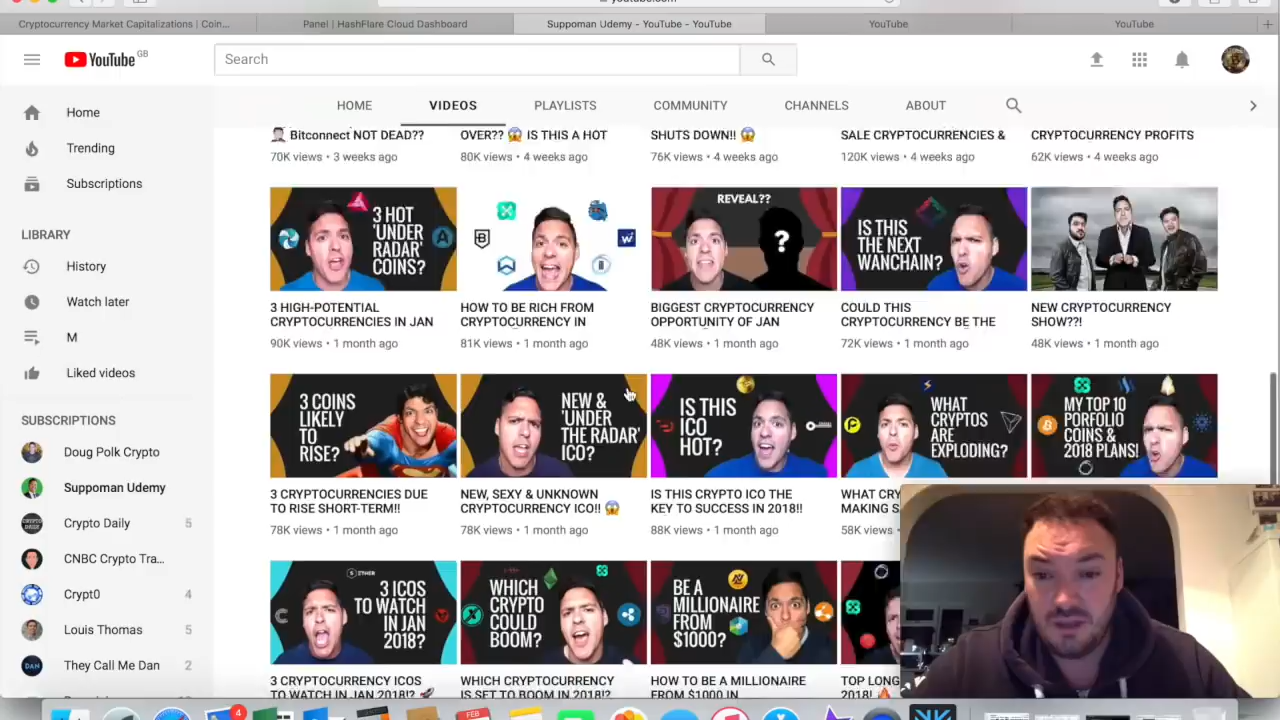 youtube.com
Cryptocurrency Market Capitalizations | Coin...
Panel | HashFlare Cloud Dashboard
Suppoman Udemy - YouTube - YouTube
YouTube
YouTube
YouTube GB
Search
HOME
VIDEOS
PLAYLISTS
COMMUNITY
CHANNELS
ABOUT
Home
Trending
Subscriptions
LIBRARY
History
Watch later
M
Liked videos
SUBSCRIPTIONS
Doug Polk Crypto
Suppoman Udemy
Crypto Daily 5
CNBC Crypto Tra...
Crypt0 4
Louis Thomas 5
They Call Me Dan 2
Bitconnect NOT DEAD??
70K views • 3 weeks ago
OVER?? 😱 IS THIS A HOT
80K views • 4 weeks ago
SHUTS DOWN!! 😱
76K views • 4 weeks ago
SALE CRYPTOCURRENCIES &
120K views • 4 weeks ago
CRYPTOCURRENCY PROFITS
62K views • 4 weeks ago
3 HOT
'UNDER
RADAR'
COINS?
3 HIGH-POTENTIAL
CRYPTOCURRENCIES IN JAN
90K views • 1 month ago
HOW TO BE RICH FROM
CRYPTOCURRENCY IN
81K views • 1 month ago
REVEAL??
?
BIGGEST CRYPTOCURRENCY
OPPORTUNITY OF JAN
48K views • 1 month ago
IS THIS
THE NEXT
WANCHAIN?
COULD THIS
CRYPTOCURRENCY BE THE
72K views • 1 month ago
NEW CRYPTOCURRENCY
SHOW??!
48K views • 1 month ago
3 COINS
LIKELY
TO
RISE?
3 CRYPTOCURRENCIES DUE
TO RISE SHORT-TERM!!
78K views • 1 month ago
NEW &
'UNDER
THE RADAR'
ICO?
NEW, SEXY & UNKNOWN
CRYPTOCURRENCY ICO!! 😱
78K views • 1 month ago
IS THIS
ICO
HOT?
IS THIS CRYPTO ICO THE
KEY TO SUCCESS IN 2018!!
88K views • 1 month ago
WHAT
CRYPTOS
ARE
EXPLODING?
WHAT CRY
MAKING S
58K views
MY TOP 10
PORFOLIO
COINS &
2018 PLANS!
ETHER
3 ICOS
TO WATCH
IN JAN
2018?
3 CRYPTOCURRENCY ICOS
TO WATCH IN JAN 2018!? 🚀
WHICH
CRYPTO
COULD
BOOM?
WHICH CRYPTOCURRENCY
IS SET TO BOOM IN 2018!?
BE A
MILLIONAIRE
FROM
$1000?
HOW TO BE A MILLIONAIRE
FROM $1000 IN
TOP LONG
2018!
4
FEB